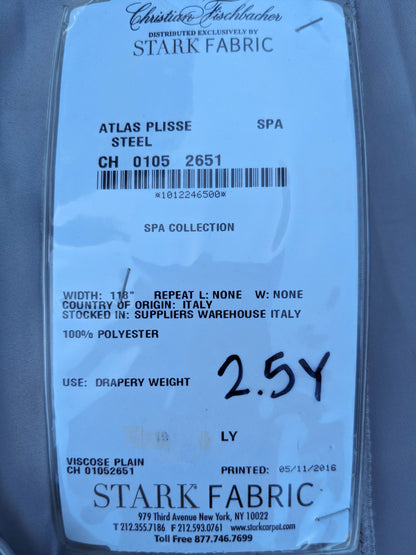 Christian Fischbacher
DISTRIBUTED EXCLUSIVELY BY
STARK FABRIC
ATLAS PLISSE SPA
STEEL
CH 0105 2651
*1012246500*
SPA COLLECTION
WIDTH: 118" REPEAT L: NONE W: NONE
COUNTRY OF ORIGIN: ITALY
STOCKED IN: SUPPLIERS WAREHOUSE ITALY
100% POLYESTER
USE: DRAPERY WEIGHT
2.5Y
LY
VISCOSE PLAIN
CH 01052651 PRINTED: 05/11/2016
STARK FABRIC
979 Third Avenue New York, NY 10022
T 212.355.7186 F 212.593.0761 www.starkcarpet.com
Toll Free 877.746.7699